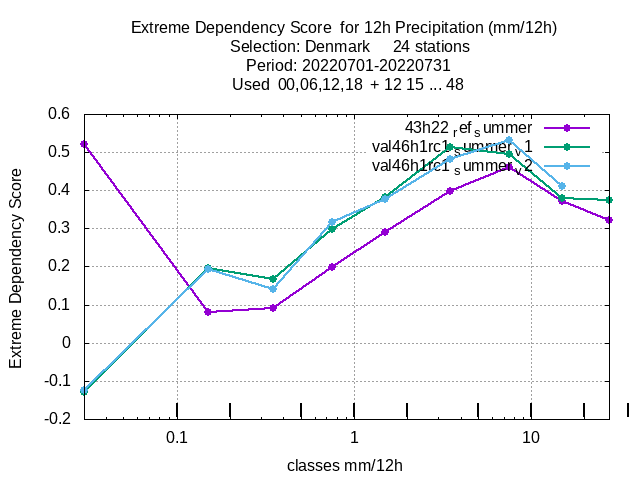 Extreme Dependency Score  for 12h Precipitation (mm/12h)
Selection: Denmark     24 stations
Period: 20220701-20220731
Used  00,06,12,18  + 12 15 ... 48
43h22 ref summer
val46h1rc1 summer v1
val46h1rc1 summer v2
0.6
0.5
0.4
0.3
0.2
0.1
0
-0.1
-0.2
Extreme Dependency Score
0.1 1 10
classes mm/12h